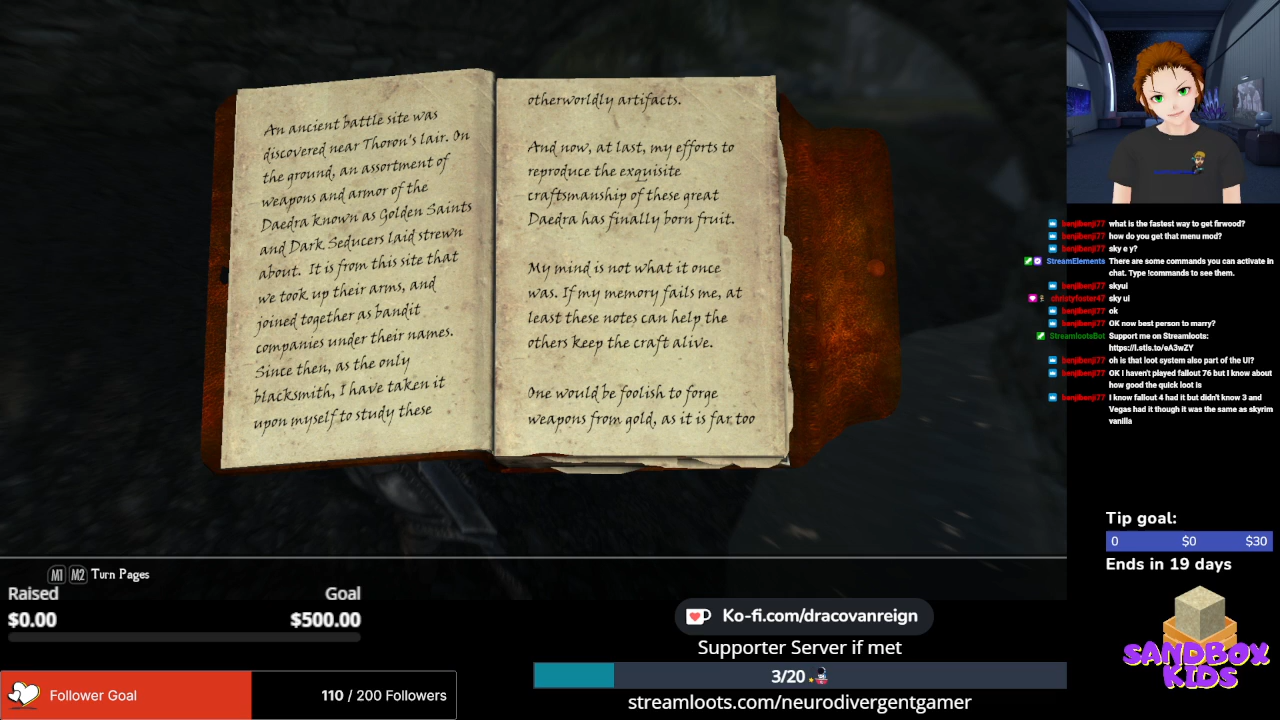 An ancient battle site was
discovered near Thoron's lair. On
the ground, an assortment of
weapons and armor of the
Daedra known as Golden Saints
and Dark Seducers laid strewn
about. It is from this site that
we took up their arms, and
joined together as bandit
companies under their names.
Since then, as the only
blacksmith, I have taken it
upon myself to study these
otherworldly artifacts.
And now, at last, my efforts to
reproduce the exquisite
craftsmanship of these great
Daedra has finally born fruit.
My mind is not what it once
was. If my memory fails me, at
least these notes can help the
others keep the craft alive.
One would be foolish to forge
weapons from gold, as it is far too
M1 M2 Turn Pages
Raised Goal
$0.00 $500.00
Follower Goal 110 / 200 Followers
Ko-fi.com/dracovanreign
Supporter Server if met
3/20
streamloots.com/neurodivergentgamer
benjibenji77 what is the fastest way to get firwood?
benjibenji77 how do you get that menu mod?
benjibenji77 sky e y?
StreamElements There are some commands you can activate in
chat. Type !commands to see them.
benjibenji77 skyui
christyfoster47 sky ui
benjibenji77 ok
benjibenji77 OK now best person to marry?
StreamlootsBot Support me on Streamloots:
https://l.stls.to/eA3wZY
benjibenji77 oh is that loot system also part of the UI?
benjibenji77 OK I haven't played fallout 76 but I know about
how good the quick loot is
benjibenji77 I know fallout 4 had it but didn't know 3 and
Vegas had it though it was the same as skyrim
vanilla
Tip goal:
0 $0 $30
Ends in 19 days
SANDBOX
KIDS